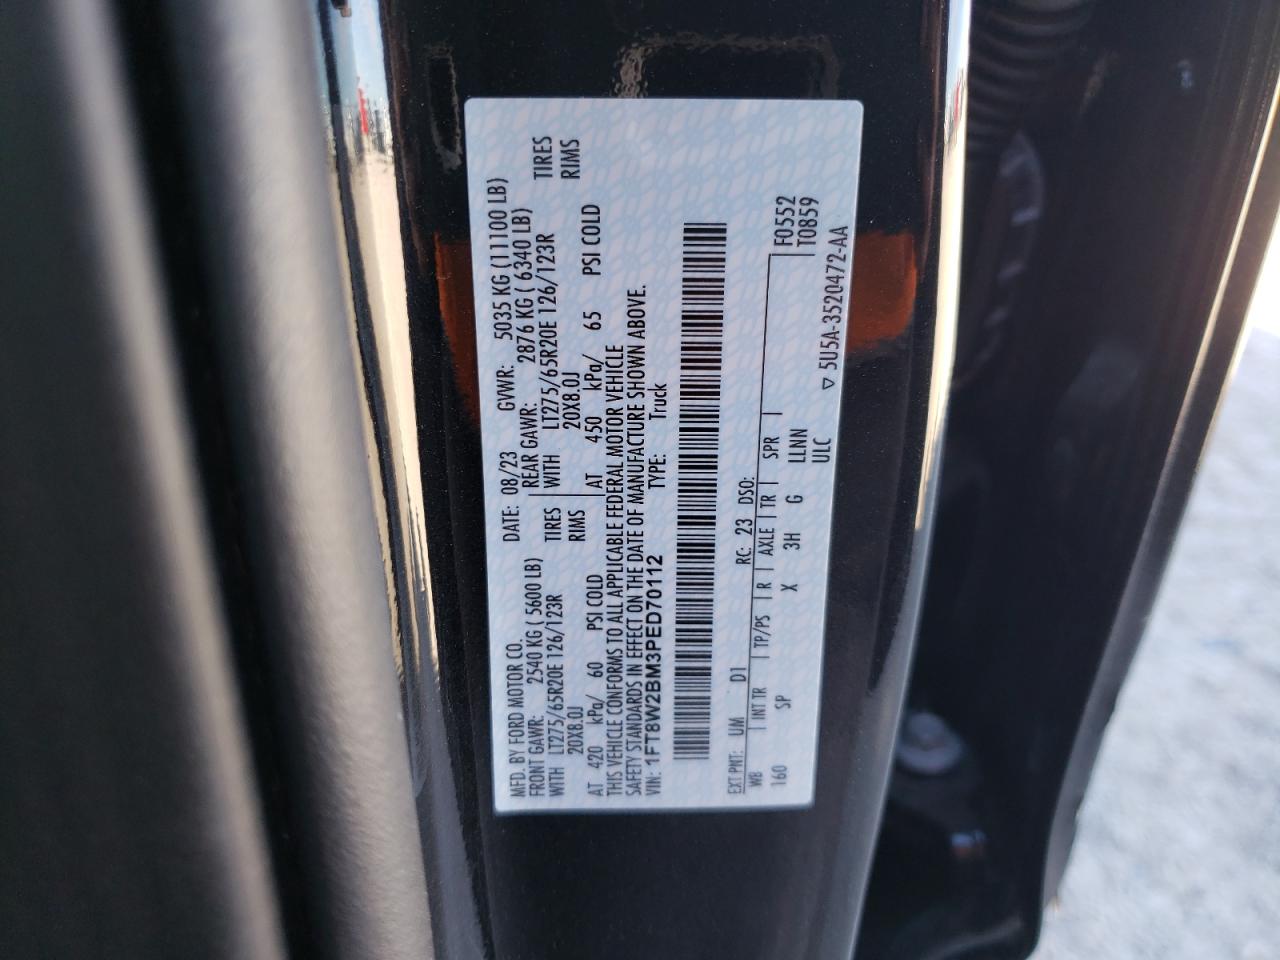 MFD. BY FORD MOTOR CO. DATE: 08/23 GVWR: 5035 KG (11100 LB)
FRONT GAWR: 2540 KG ( 5600 LB) REAR GAWR: 2876 KG ( 6340 LB)
WITH LT275/65R20E 126/123R TIRES WITH LT275/65R20E 126/123R TIRES
20X8.0J RIMS 20X8.0J RIMS
AT 420 kPa/ 60 PSI COLD AT 450 kPa/ 65 PSI COLD
THIS VEHICLE CONFORMS TO ALL APPLICABLE FEDERAL MOTOR VEHICLE
SAFETY STANDARDS IN EFFECT ON THE DATE OF MANUFACTURE SHOWN ABOVE.
VIN: 1FT8W2BM3PED70112 TYPE: Truck
EXT PNT: UM D1 RC: 23 DSO: F0552
WB INT TR TP/PS R AXLE TR SPR T0859
160 SP X 3H G LLNN
ULC
▽ 5U5A-3520472-AA